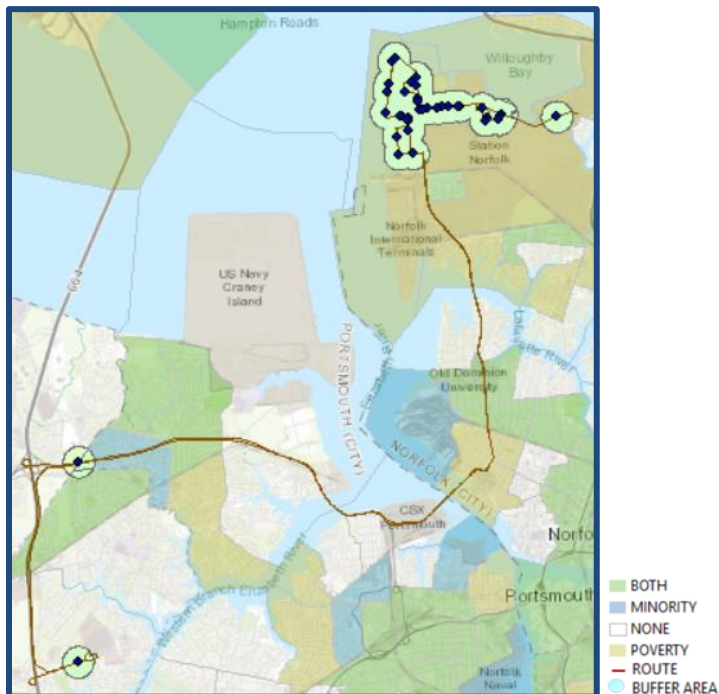 Hampton Roads
Willoughby
Bay
Station
Norfolk
Norfolk
International
Terminals
664
US Navy
Craney
Island
PORTSMOUTH (CITY)
Lafayette River
Old Dominion
University
NORFOLK (CITY)
CSX
Portsmouth
Norfo
Western Branch Elizabeth River
Portsmouth
Norfolk
Naval
BOTH
MINORITY
NONE
POVERTY
ROUTE
BUFFER AREA